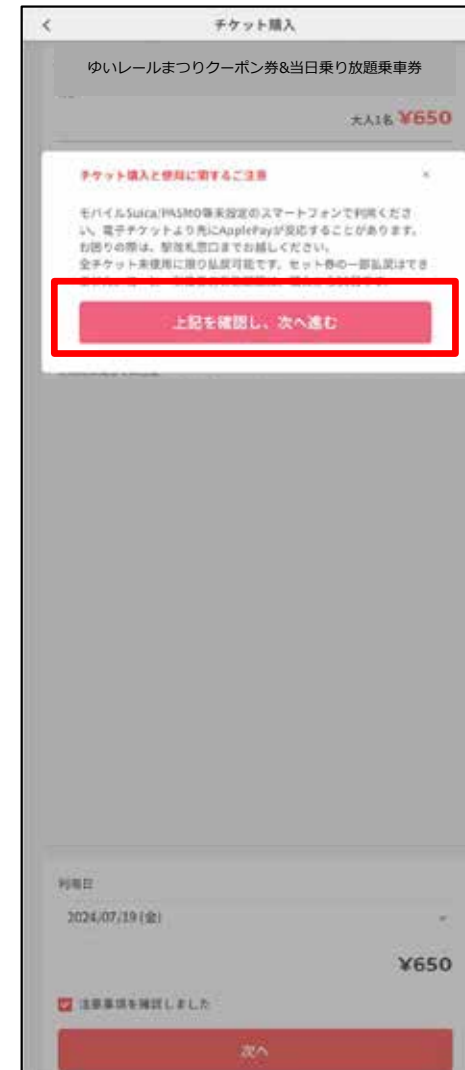 チケット購入
ゆいレールまつりクーポン券&当日乗り放題乗車券
大人1名 ¥650
チケット購入と使用に関するご注意
モバイルSuica/PASMO等未設定のスマートフォンで利用くださ
い。電子チケットより先にApplePayが反応することがあります。
お困りの際は、駅改札窓口までお越しください。
全チケット未使用に限り払戻可能です。セット券の一部払戻はでき
上記を確認し、次へ進む
利用日
2024/07/19 (金)
¥650
注意事項を確認しました
次へ